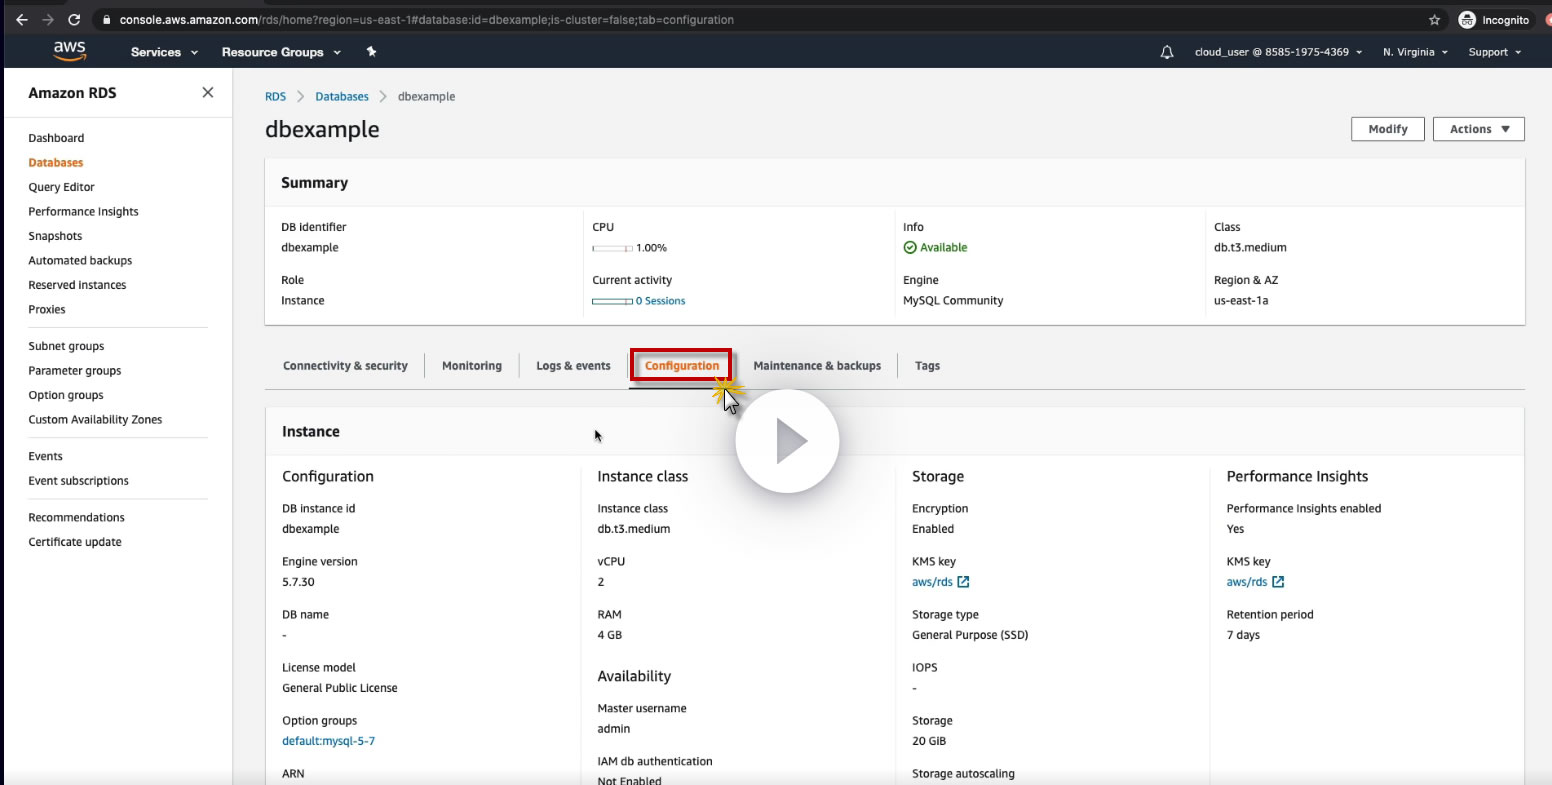 console.aws.amazon.com/rds/home?region=us-east-1#database:id=dbexample;is-cluster=false;tab=configuration
Incognito
aws
Services
Resource Groups
cloud_user @ 8585-1975-4369
N. Virginia
Support
Amazon RDS
Dashboard
Databases
Query Editor
Performance Insights
Snapshots
Automated backups
Reserved instances
Proxies
Subnet groups
Parameter groups
Option groups
Custom Availability Zones
Events
Event subscriptions
Recommendations
Certificate update
RDS > Databases > dbexample
dbexample
Modify
Actions
Summary
DB identifier
dbexample
Role
Instance
CPU
1.00%
Current activity
0 Sessions
Info
Available
Engine
MySQL Community
Class
db.t3.medium
Region & AZ
us-east-1a
Connectivity & security
Monitoring
Logs & events
Configuration
Maintenance & backups
Tags
Instance
Configuration
DB instance id
dbexample
Engine version
5.7.30
DB name
-
License model
General Public License
Option groups
default:mysql-5-7
ARN
Instance class
Instance class
db.t3.medium
vCPU
2
RAM
4 GB
Availability
Master username
admin
IAM db authentication
Not Enabled
Storage
Encryption
Enabled
KMS key
aws/rds
Storage type
General Purpose (SSD)
IOPS
-
Storage
20 GiB
Storage autoscaling
Performance Insights
Performance Insights enabled
Yes
KMS key
aws/rds
Retention period
7 days